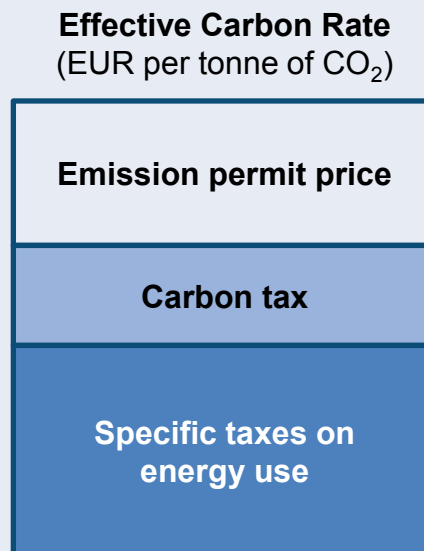 Effective Carbon Rate
(EUR per tonne of CO₂)
Emission permit price
Carbon tax
Specific taxes on
energy use